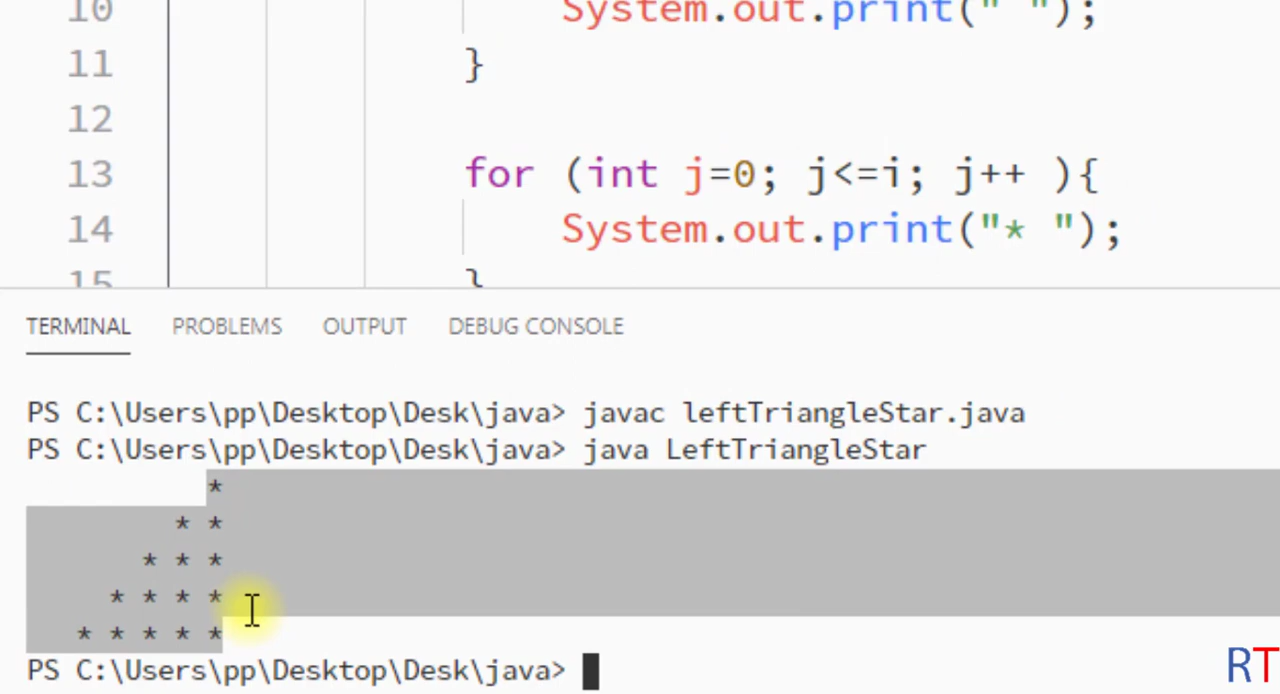 10 System.out.print(" ");
11 }
12
13 for (int j=0; j<=i; j++ ){
14 System.out.print("* ");
15 }
TERMINAL PROBLEMS OUTPUT DEBUG CONSOLE
PS C:\Users\pp\Desktop\Desk\java> javac leftTriangleStar.java
PS C:\Users\pp\Desktop\Desk\java> java LeftTriangleStar
*
* *
* * *
* * * *
* * * * *
PS C:\Users\pp\Desktop\Desk\java>
RT